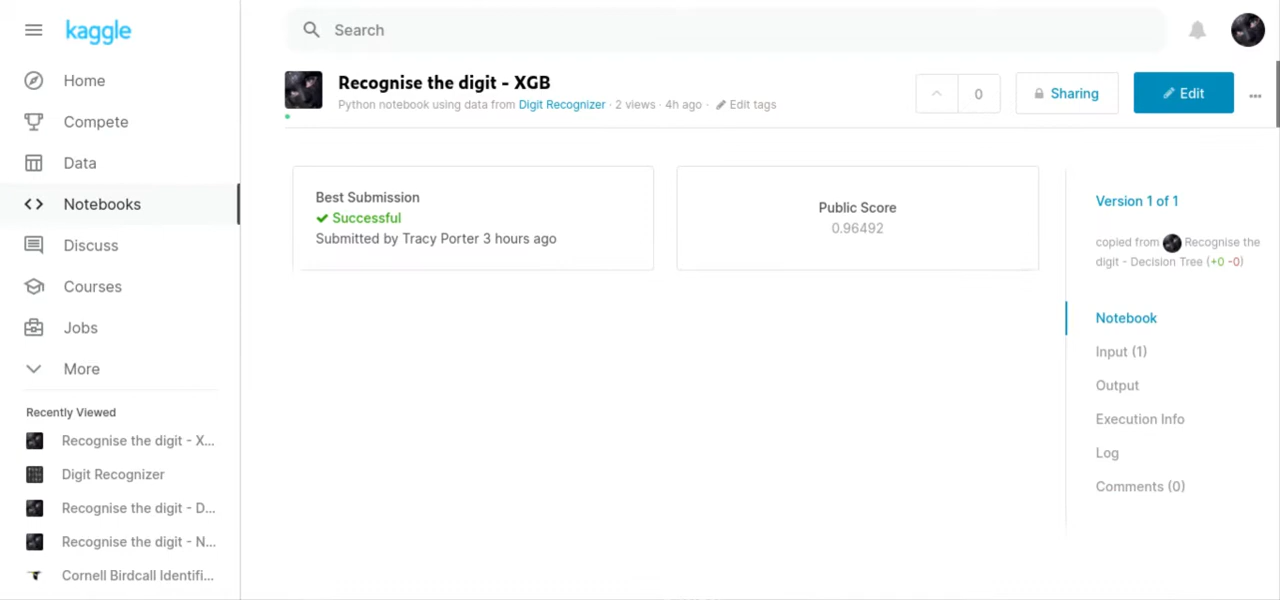 kaggle
Search
Home
Compete
Data
Notebooks
Discuss
Courses
Jobs
More
Recently Viewed
Recognise the digit - X...
Digit Recognizer
Recognise the digit - D...
Recognise the digit - N...
Cornell Birdcall Identifi...
Recognise the digit - XGB
Python notebook using data from Digit Recognizer · 2 views · 4h ago · Edit tags
0
Sharing
Edit
...
Best Submission
Successful
Submitted by Tracy Porter 3 hours ago
Public Score
0.96492
Version 1 of 1
copied from Recognise the
digit - Decision Tree (+0 -0)
Notebook
Input (1)
Output
Execution Info
Log
Comments (0)